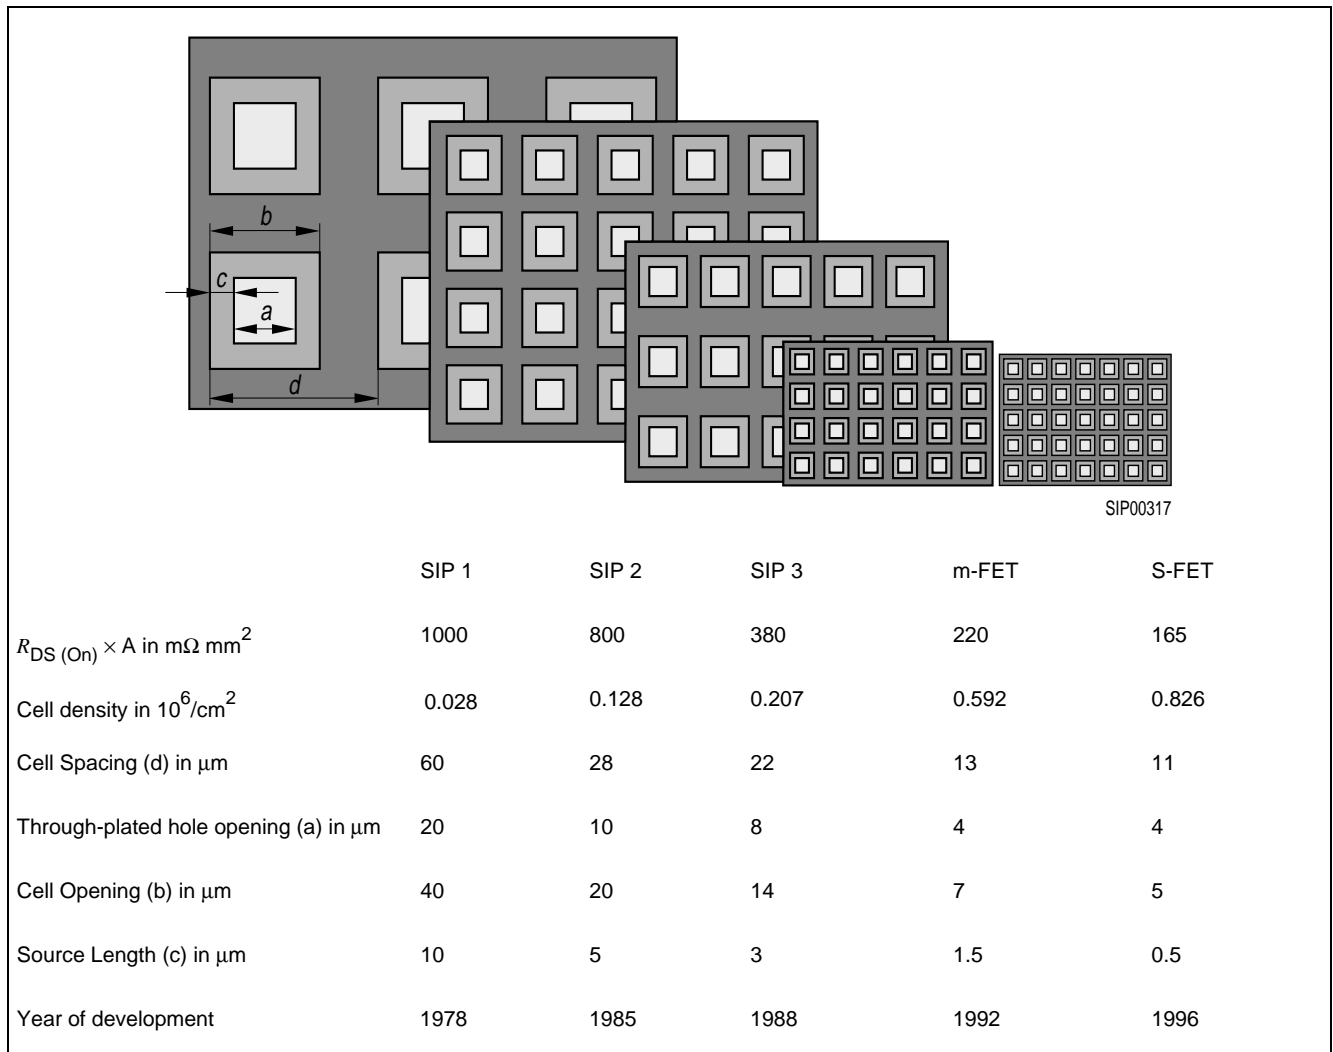 b
c
a
d
SIP00317
SIP 1 SIP 2 SIP 3 m-FET S-FET
RDS (On) × A in mΩ mm2 1000 800 380 220 165
Cell density in 106/cm2 0.028 0.128 0.207 0.592 0.826
Cell Spacing (d) in µm 60 28 22 13 11
Through-plated hole opening (a) in µm 20 10 8 4 4
Cell Opening (b) in µm 40 20 14 7 5
Source Length (c) in µm 10 5 3 1.5 0.5
Year of development 1978 1985 1988 1992 1996